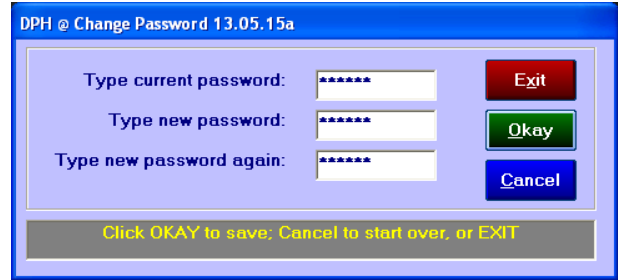 DPH @ Change Password 13.05.15a
Type current password: ****** Exit
Type new password: ****** Okay
Type new password again: ****** Cancel
Click OKAY to save; Cancel to start over, or EXIT